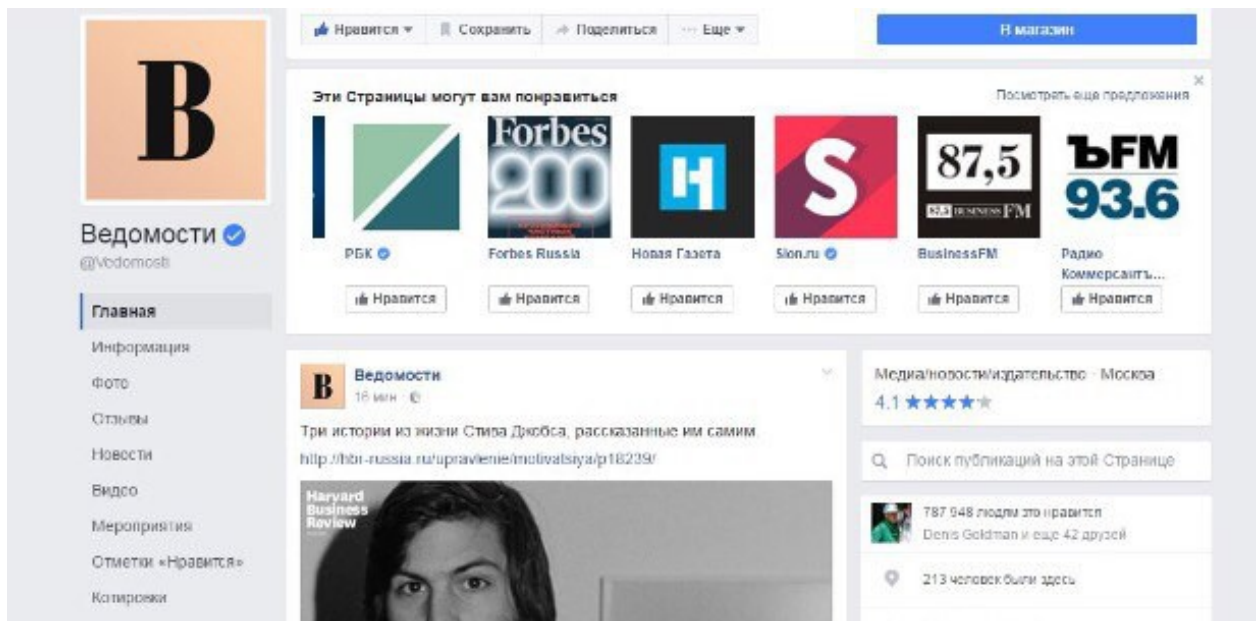 Нравится
Сохранить
Поделиться
Еще
В магазин
B
Ведомости
@Vedomosti
Главная
Информация
Фото
Отзывы
Новости
Видео
Мероприятия
Отметки «Нравится»
Котировки
Эти Страницы могут вам понравиться
Посмотреть еще предложения
Forbes
200
Н
S
87,5
87,5 BUSINESS FM
ЪFM
93.6
РБК
Forbes Russia
Новая Газета
Slon.ru
BusinessFM
Радио
Коммерсантъ...
Нравится
Нравится
Нравится
Нравится
Нравится
Нравится
B
Ведомости
16 мин
Три истории из жизни Стива Джобса, рассказанные им самим
http://hbr-russia.ru/upravlenie/motivatsiya/p18239/
Harvard
Business
Review
Медиа/новости/издательство · Москва
4.1
Поиск публикаций на этой Странице
787 948 людям это нравится
Denis Goldman и еще 42 друзей
213 человек были здесь